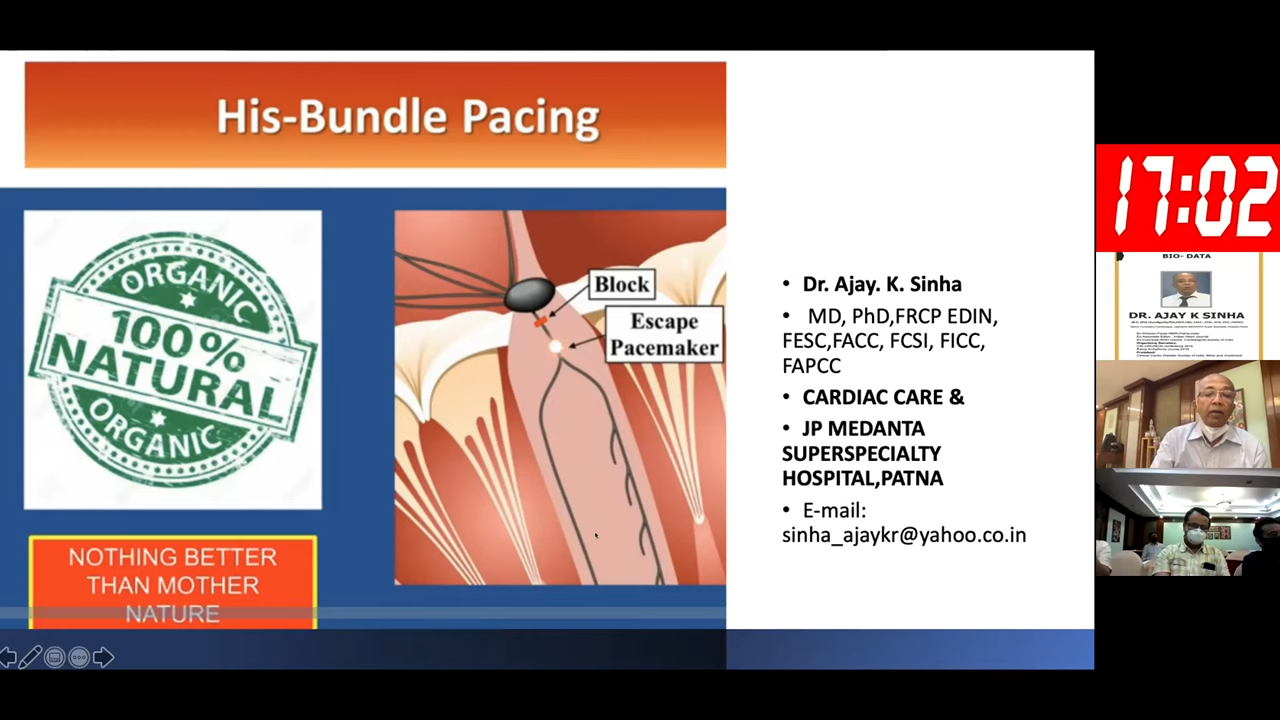 His-Bundle Pacing
ORGANIC
100%
NATURAL
ORGANIC
Block
Escape
Pacemaker
NOTHING BETTER
THAN MOTHER
NATURE
• Dr. Ajay. K. Sinha
• MD, PhD,FRCP EDIN,
FESC,FACC, FCSI, FICC,
FAPCC
• CARDIAC CARE &
• JP MEDANTA
SUPERSPECIALTY
HOSPITAL,PATNA
• E-mail:
sinha_ajaykr@yahoo.co.in
17:02
BIO- DATA
DR. AJAY K SINHA